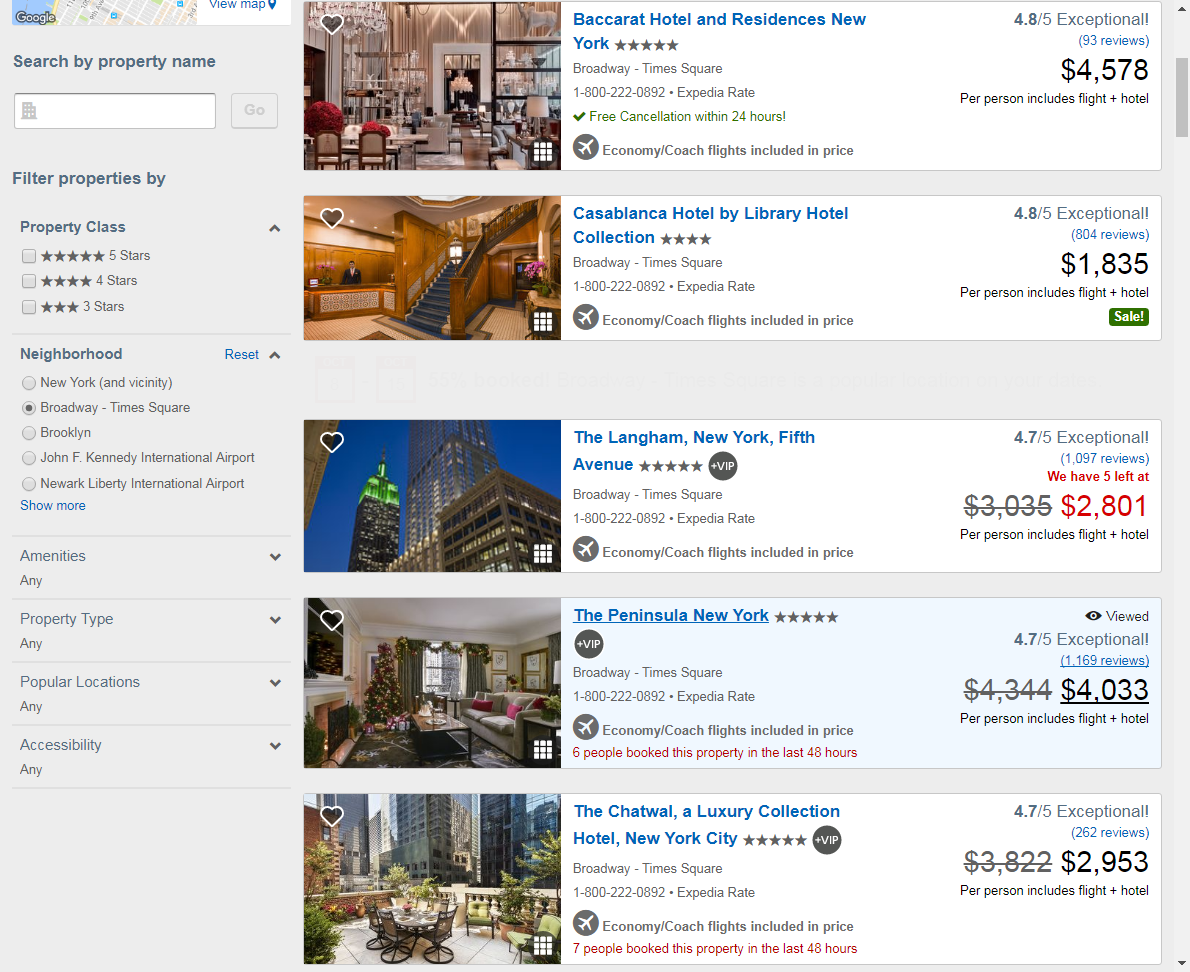 Google
View map
Search by property name
Go
Filter properties by
Property Class
★★★★★ 5 Stars
★★★★ 4 Stars
★★★ 3 Stars
Neighborhood
Reset
New York (and vicinity)
Broadway - Times Square
Brooklyn
John F. Kennedy International Airport
Newark Liberty International Airport
Show more
Amenities
Any
Property Type
Any
Popular Locations
Any
Accessibility
Any
Baccarat Hotel and Residences New
York ★★★★★
Broadway - Times Square
1-800-222-0892 • Expedia Rate
Free Cancellation within 24 hours!
Economy/Coach flights included in price
4.8/5 Exceptional!
(93 reviews)
$4,578
Per person includes flight + hotel
Casablanca Hotel by Library Hotel
Collection ★★★★
Broadway - Times Square
1-800-222-0892 • Expedia Rate
Economy/Coach flights included in price
4.8/5 Exceptional!
(804 reviews)
$1,835
Per person includes flight + hotel
Sale!
The Langham, New York, Fifth
Avenue ★★★★★ +VIP
Broadway - Times Square
1-800-222-0892 • Expedia Rate
Economy/Coach flights included in price
4.7/5 Exceptional!
(1,097 reviews)
We have 5 left at
$3,035 $2,801
Per person includes flight + hotel
The Peninsula New York ★★★★★
+VIP
Broadway - Times Square
1-800-222-0892 • Expedia Rate
Economy/Coach flights included in price
6 people booked this property in the last 48 hours
Viewed
4.7/5 Exceptional!
(1,169 reviews)
$4,344 $4,033
Per person includes flight + hotel
The Chatwal, a Luxury Collection
Hotel, New York City ★★★★★ +VIP
Broadway - Times Square
1-800-222-0892 • Expedia Rate
Economy/Coach flights included in price
7 people booked this property in the last 48 hours
4.7/5 Exceptional!
(262 reviews)
$3,822 $2,953
Per person includes flight + hotel